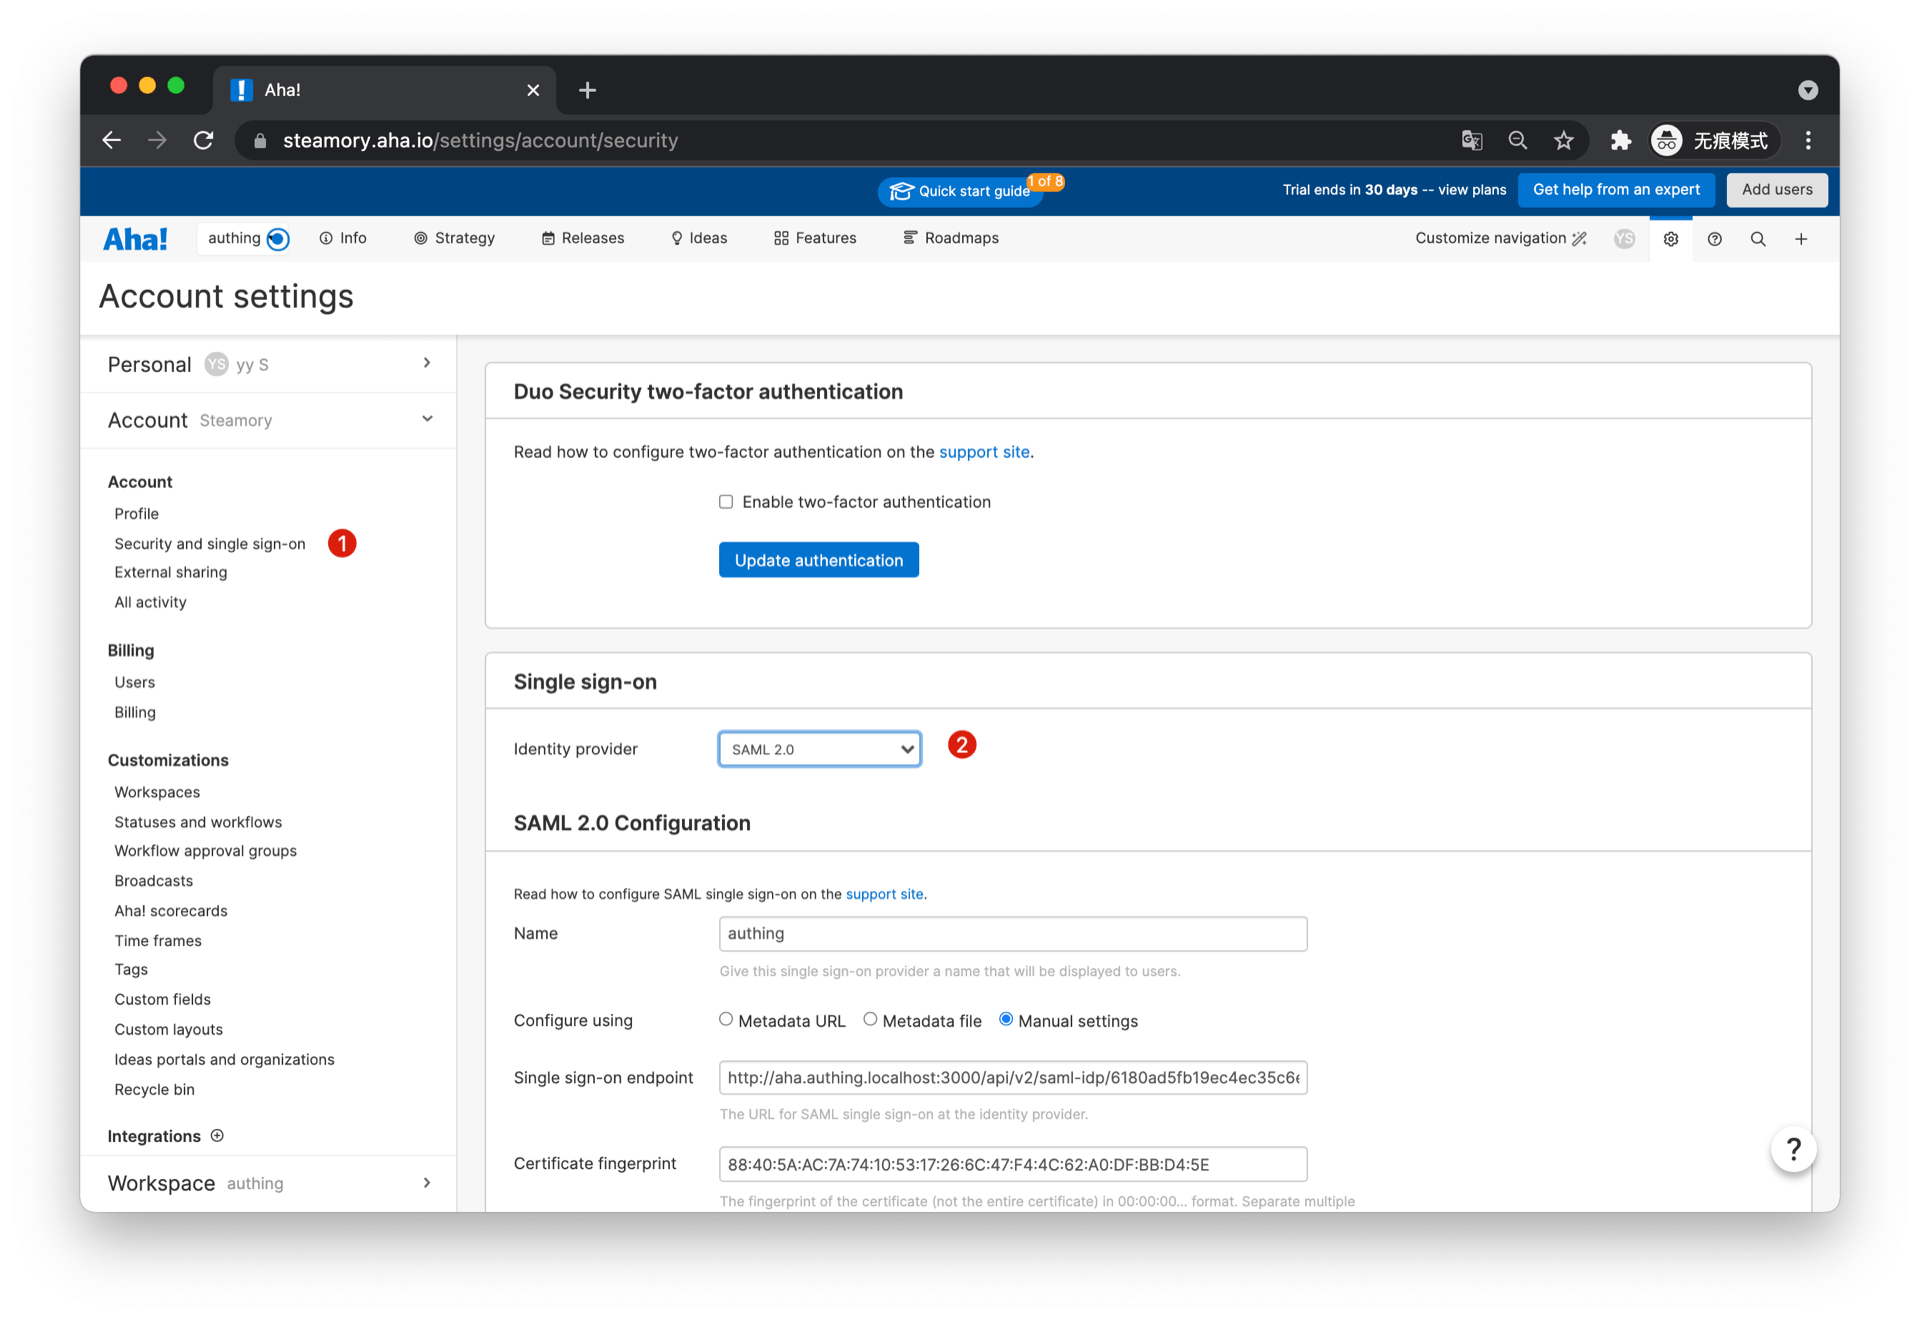 Aha!
steamory.aha.io/settings/account/security
无痕模式
Quick start guide
1 of 8
Trial ends in 30 days -- view plans
Get help from an expert
Add users
Aha!
authing
Info
Strategy
Releases
Ideas
Features
Roadmaps
Customize navigation
YS
Account settings
Personal YS yy S
Account Steamory
Account
Profile
Security and single sign-on 1
External sharing
All activity
Billing
Users
Billing
Customizations
Workspaces
Statuses and workflows
Workflow approval groups
Broadcasts
Aha! scorecards
Time frames
Tags
Custom fields
Custom layouts
Ideas portals and organizations
Recycle bin
Integrations
Workspace authing
Duo Security two-factor authentication
Read how to configure two-factor authentication on the support site.
Enable two-factor authentication
Update authentication
Single sign-on
Identity provider SAML 2.0 2
SAML 2.0 Configuration
Read how to configure SAML single sign-on on the support site.
Name authing
Give this single sign-on provider a name that will be displayed to users.
Configure using Metadata URL Metadata file Manual settings
Single sign-on endpoint http://aha.authing.localhost:3000/api/v2/saml-idp/6180ad5fb19ec4ec35c6
The URL for SAML single sign-on at the identity provider.
Certificate fingerprint 88:40:5A:AC:7A:74:10:53:17:26:6C:47:F4:4C:62:A0:DF:BB:D4:5E
The fingerprint of the certificate (not the entire certificate) in 00:00:00... format. Separate multiple
?